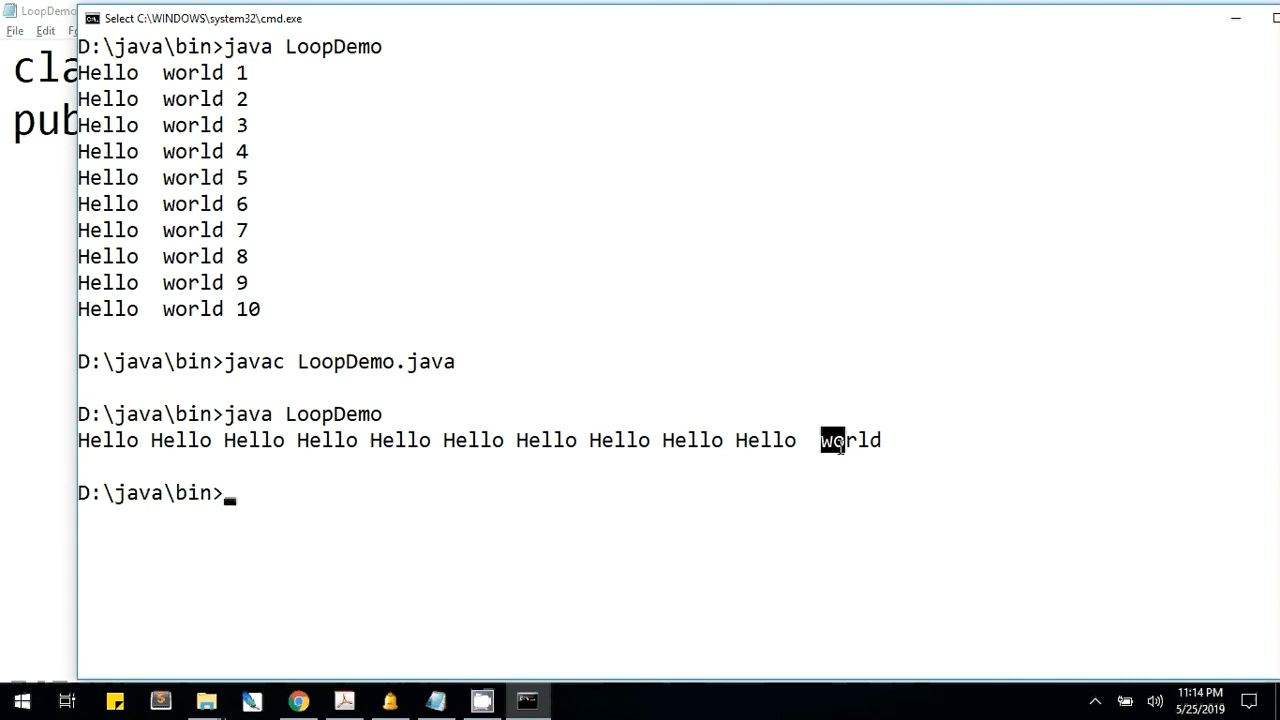 LoopDemo
Select C:\WINDOWS\system32\cmd.exe
File Edit
cla
pub
D:\java\bin>java LoopDemo
Hello  world 1
Hello  world 2
Hello  world 3
Hello  world 4
Hello  world 5
Hello  world 6
Hello  world 7
Hello  world 8
Hello  world 9
Hello  world 10
D:\java\bin>javac LoopDemo.java
D:\java\bin>java LoopDemo
Hello Hello Hello Hello Hello Hello Hello Hello Hello Hello  world
D:\java\bin>
11:14 PM
5/25/2019